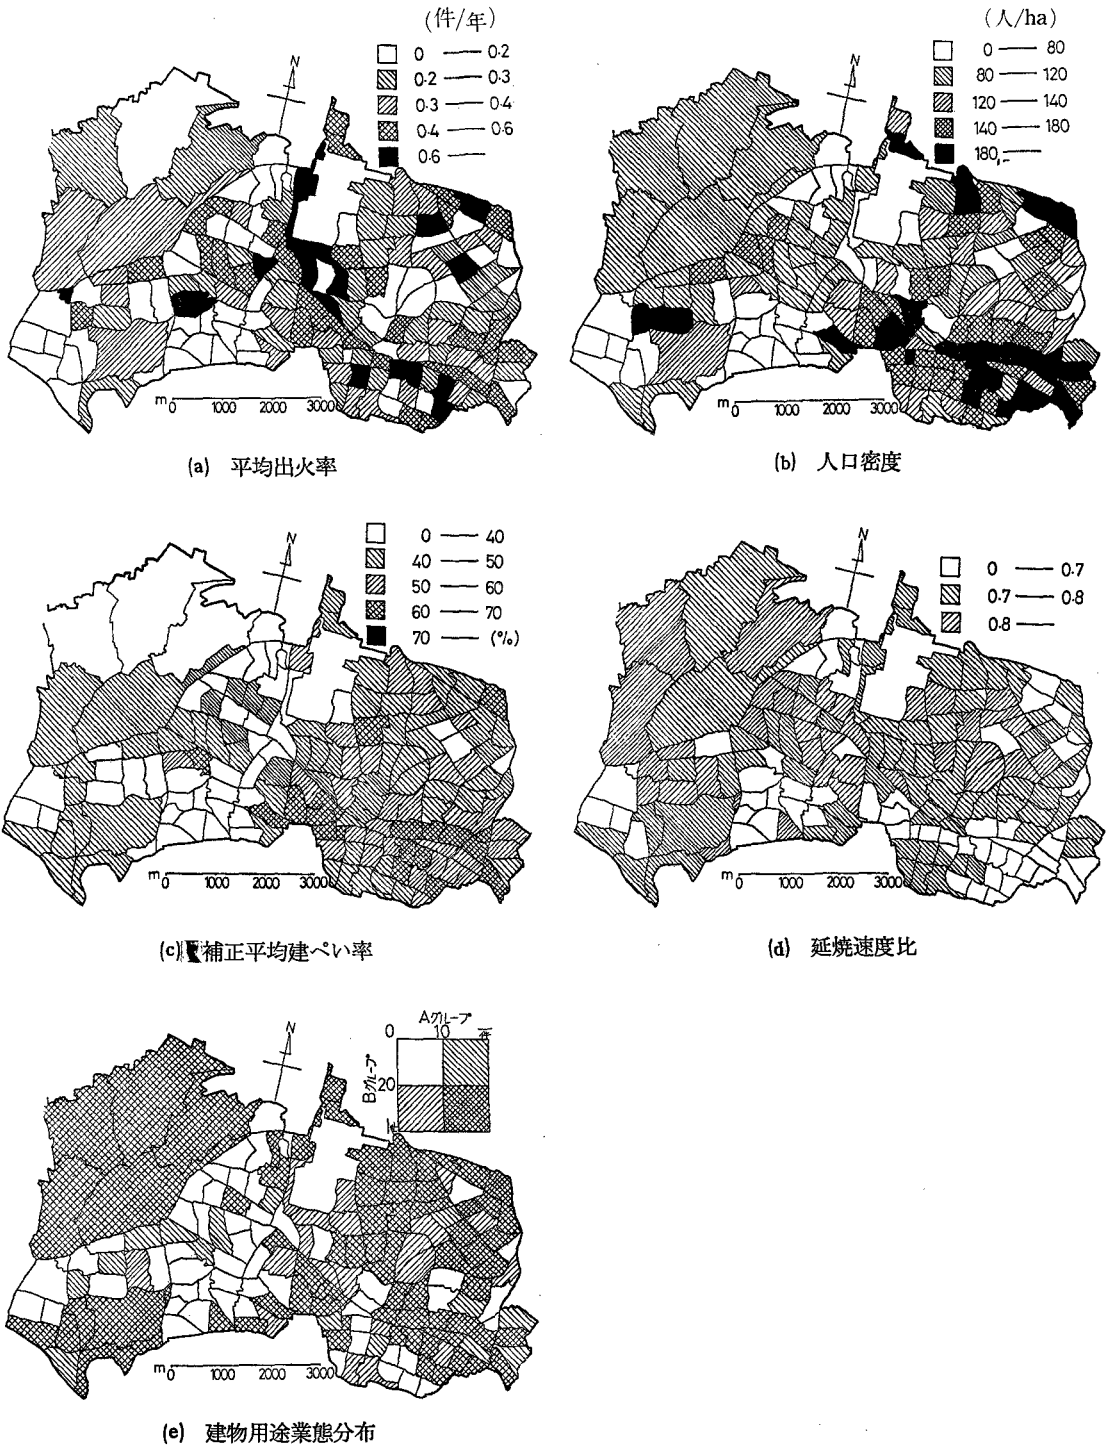 (件/年)
N
0 — 0.2
0.2 — 0.3
0.3 — 0.4
0.4 — 0.6
0.6 —
m 0 1000 2000 3000
(a) 平均出火率
(人/ha)
N
0 — 80
80 — 120
120 — 140
140 — 180
180 —
m 0 1000 2000 3000
(b) 人口密度
N
0 — 40
40 — 50
50 — 60
60 — 70
70 — (%)
m 0 1000 2000 3000
(c) 補正平均建ぺい率
N
0 — 0.7
0.7 — 0.8
0.8 —
m 0 1000 2000 3000
(d) 延焼速度比
N
Aグループ
0 10 件
Bグループ
20
件
m 0 1000 2000 3000
(e) 建物用途業態分布